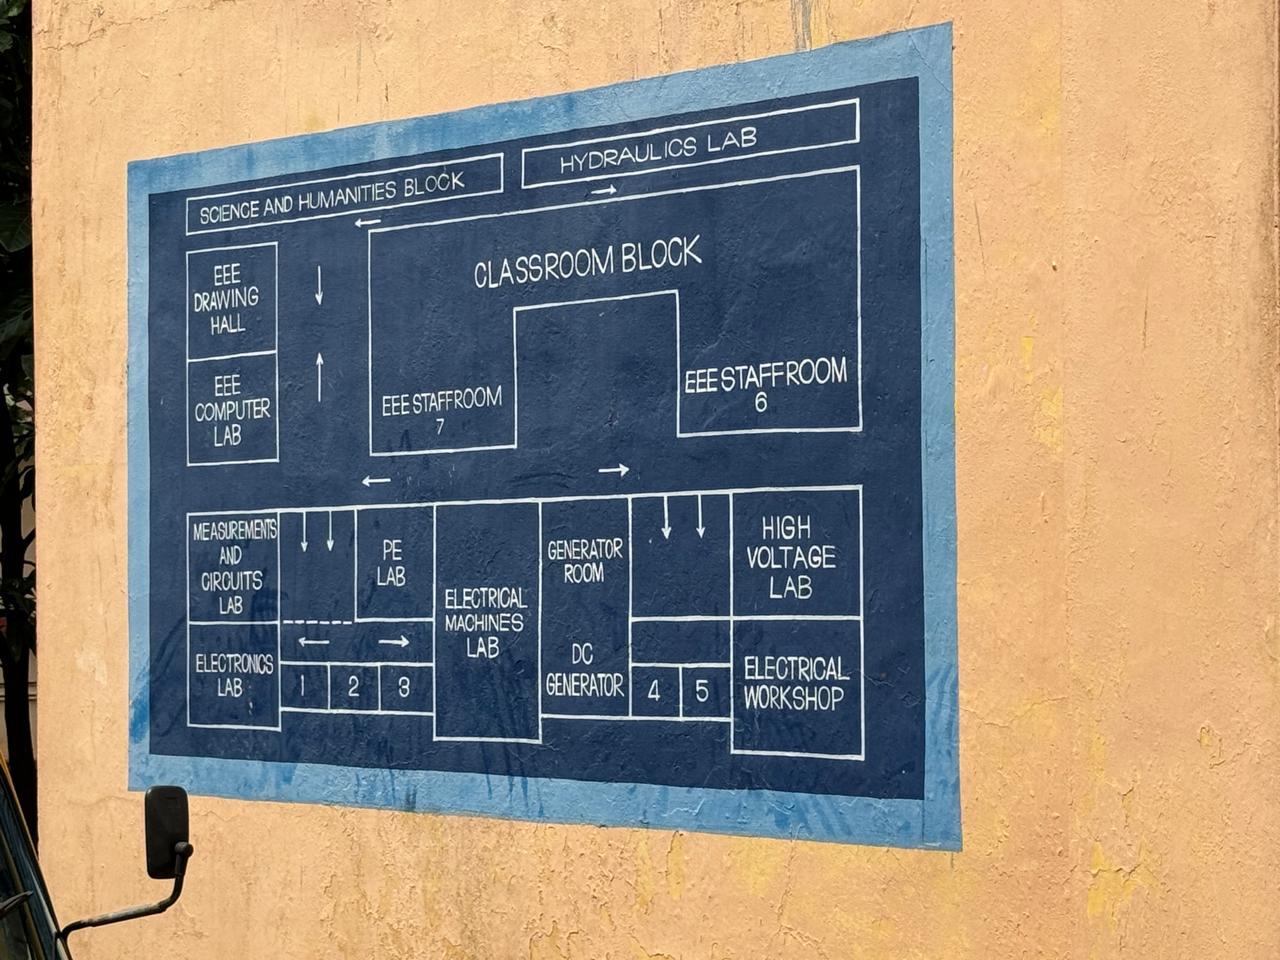 SCIENCE AND HUMANITIES BLOCK
HYDRAULICS LAB
EEE
DRAWING
HALL
CLASSROOM BLOCK
EEE
COMPUTER
LAB
EEE STAFFROOM
7
EEE STAFFROOM
6
MEASUREMENTS
AND
CIRCUITS
LAB
PE
LAB
ELECTRICAL
MACHINES
LAB
GENERATOR
ROOM
HIGH
VOLTAGE
LAB
ELECTRONICS
LAB
1
2
3
DC
GENERATOR
4
5
ELECTRICAL
WORKSHOP